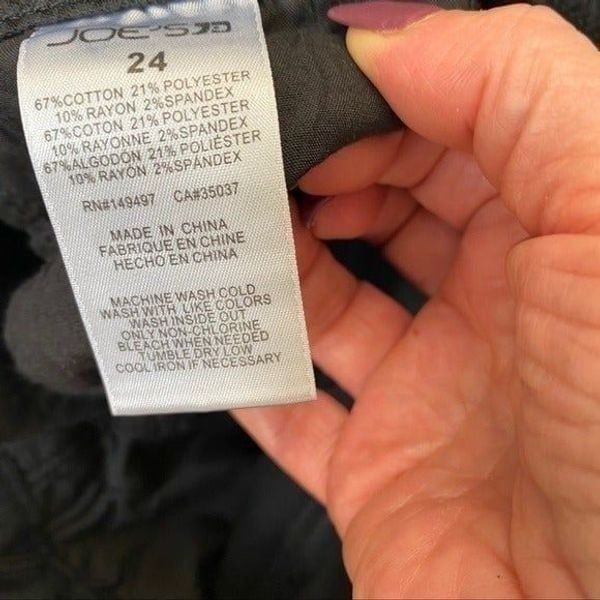 JOE'S
24
67%COTTON 21% POLYESTER
10% RAYON 2%SPANDEX
67%COTON 21% POLYESTER
10% RAYONNE 2%SPANDEX
67%ALGODON 21% POLIÉSTER
10% RAYÓN 2%SPANDEX
RN#149497 CA#35037
MADE IN CHINA
FABRIQUE EN CHINE
HECHO EN CHINA
MACHINE WASH COLD
WASH WITH LIKE COLORS
WASH INSIDE OUT
ONLY NON-CHLORINE
BLEACH WHEN NEEDED
TUMBLE DRY LOW
COOL IRON IF NECESSARY